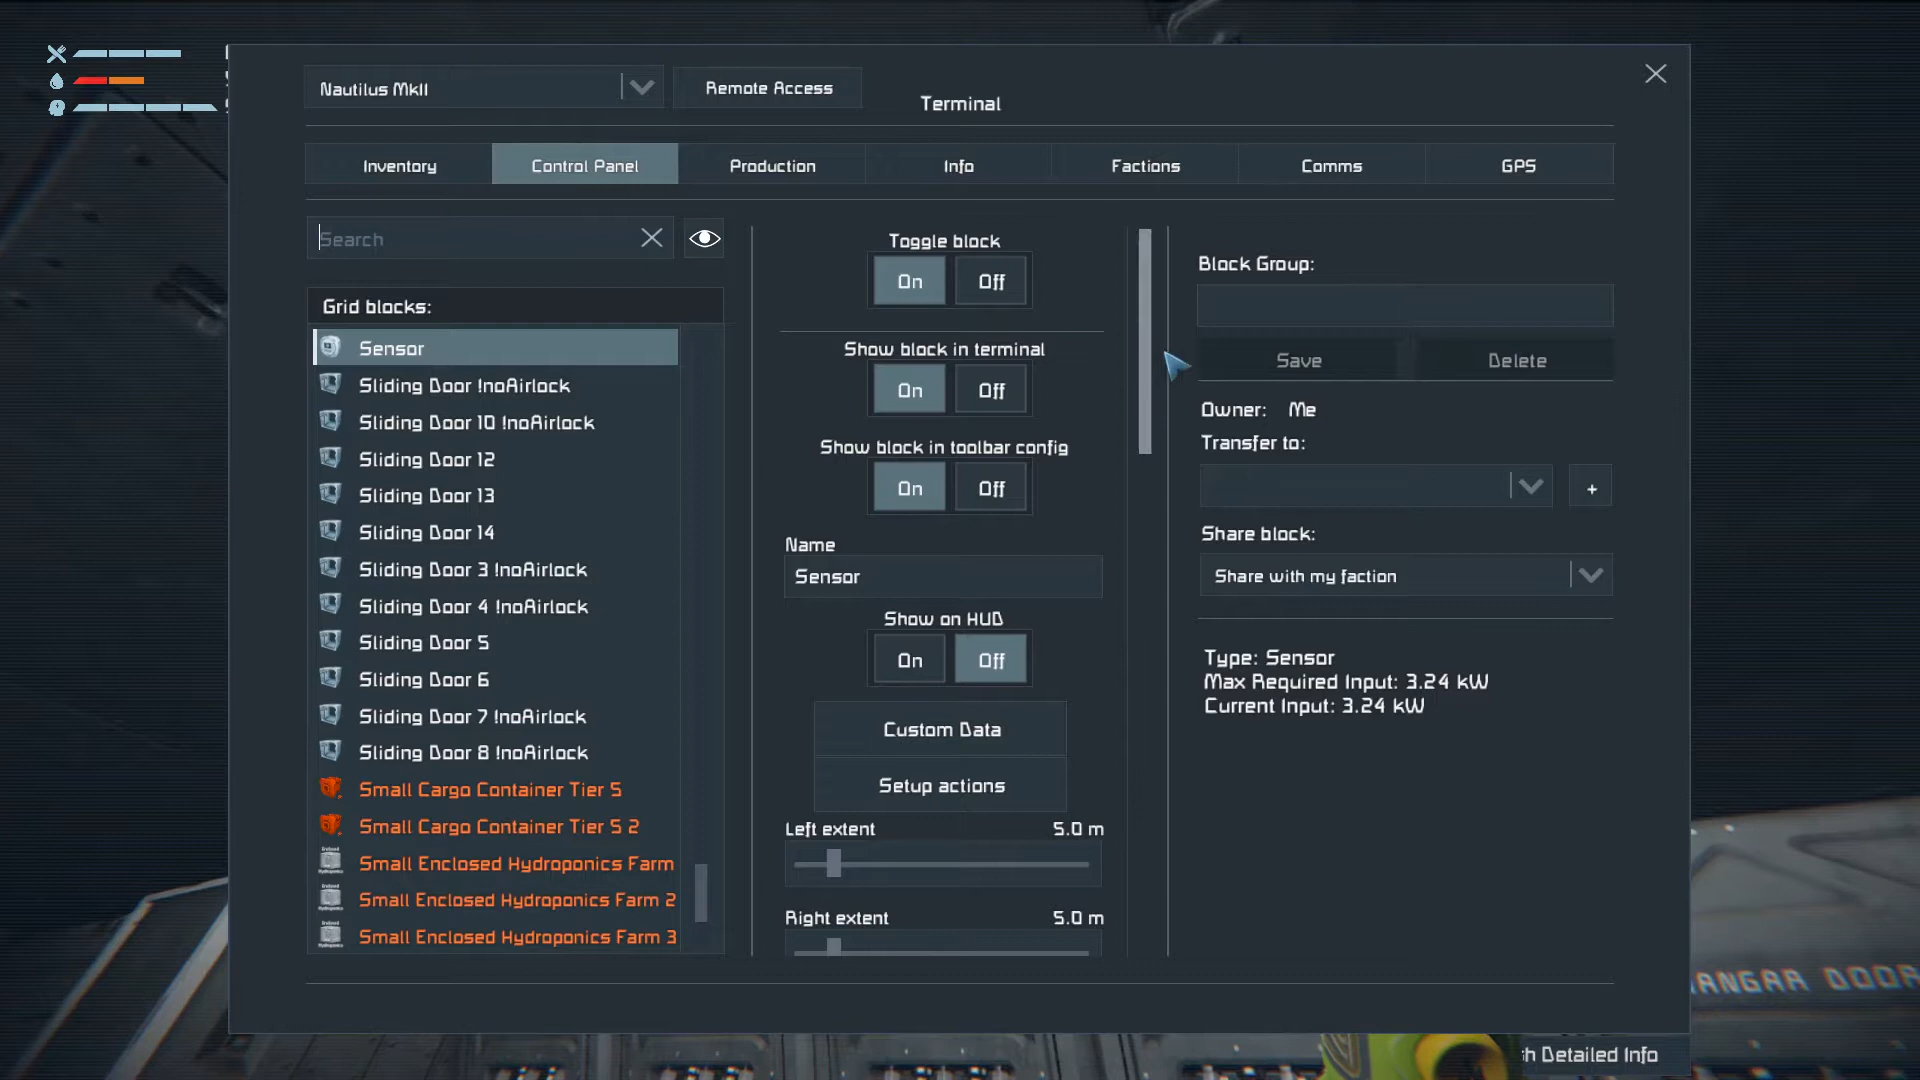 Nautilus MkII
Remote Access
Terminal
Inventory
Control Panel
Production
Info
Factions
Comms
GPS
Search
Grid blocks:
Sensor
Sliding Door !noAirlock
Sliding Door 10 !noAirlock
Sliding Door 12
Sliding Door 13
Sliding Door 14
Sliding Door 3 !noAirlock
Sliding Door 4 !noAirlock
Sliding Door 5
Sliding Door 6
Sliding Door 7 !noAirlock
Sliding Door 8 !noAirlock
Small Cargo Container Tier 5
Small Cargo Container Tier 5 2
Small Enclosed Hydroponics Farm
Small Enclosed Hydroponics Farm 2
Small Enclosed Hydroponics Farm 3
Toggle block
On Off
Show block in terminal
On Off
Show block in toolbar config
On Off
Name
Sensor
Show on HUD
On Off
Custom Data
Setup actions
Left extent 5.0 m
Right extent 5.0 m
Block Group:
Save Delete
Owner: Me
Transfer to:
+
Share block:
Share with my faction
Type: Sensor
Max Required Input: 3.24 kW
Current Input: 3.24 kW
ANGAR DOOR
h Detailed Info